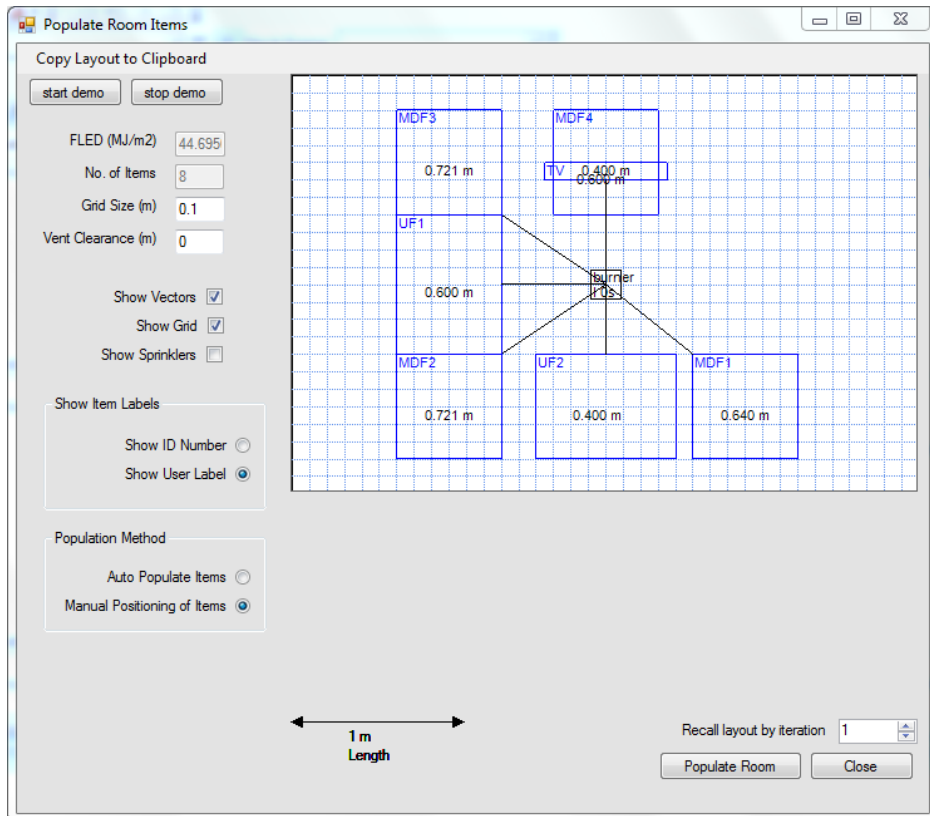 Populate Room Items
Copy Layout to Clipboard
start demo
stop demo
FLED (MJ/m2)
44.695
No. of Items
8
Grid Size (m)
0.1
Vent Clearance (m)
0
Show Vectors
Show Grid
Show Sprinklers
Show Item Labels
Show ID Number
Show User Label
Population Method
Auto Populate Items
Manual Positioning of Items
MDF3
0.721 m
MDF4
TV
0.400 m
0.600 m
UF1
0.600 m
burner
MDF2
0.721 m
UF2
0.400 m
MDF1
0.640 m
1 m
Length
Recall layout by iteration
1
Populate Room
Close